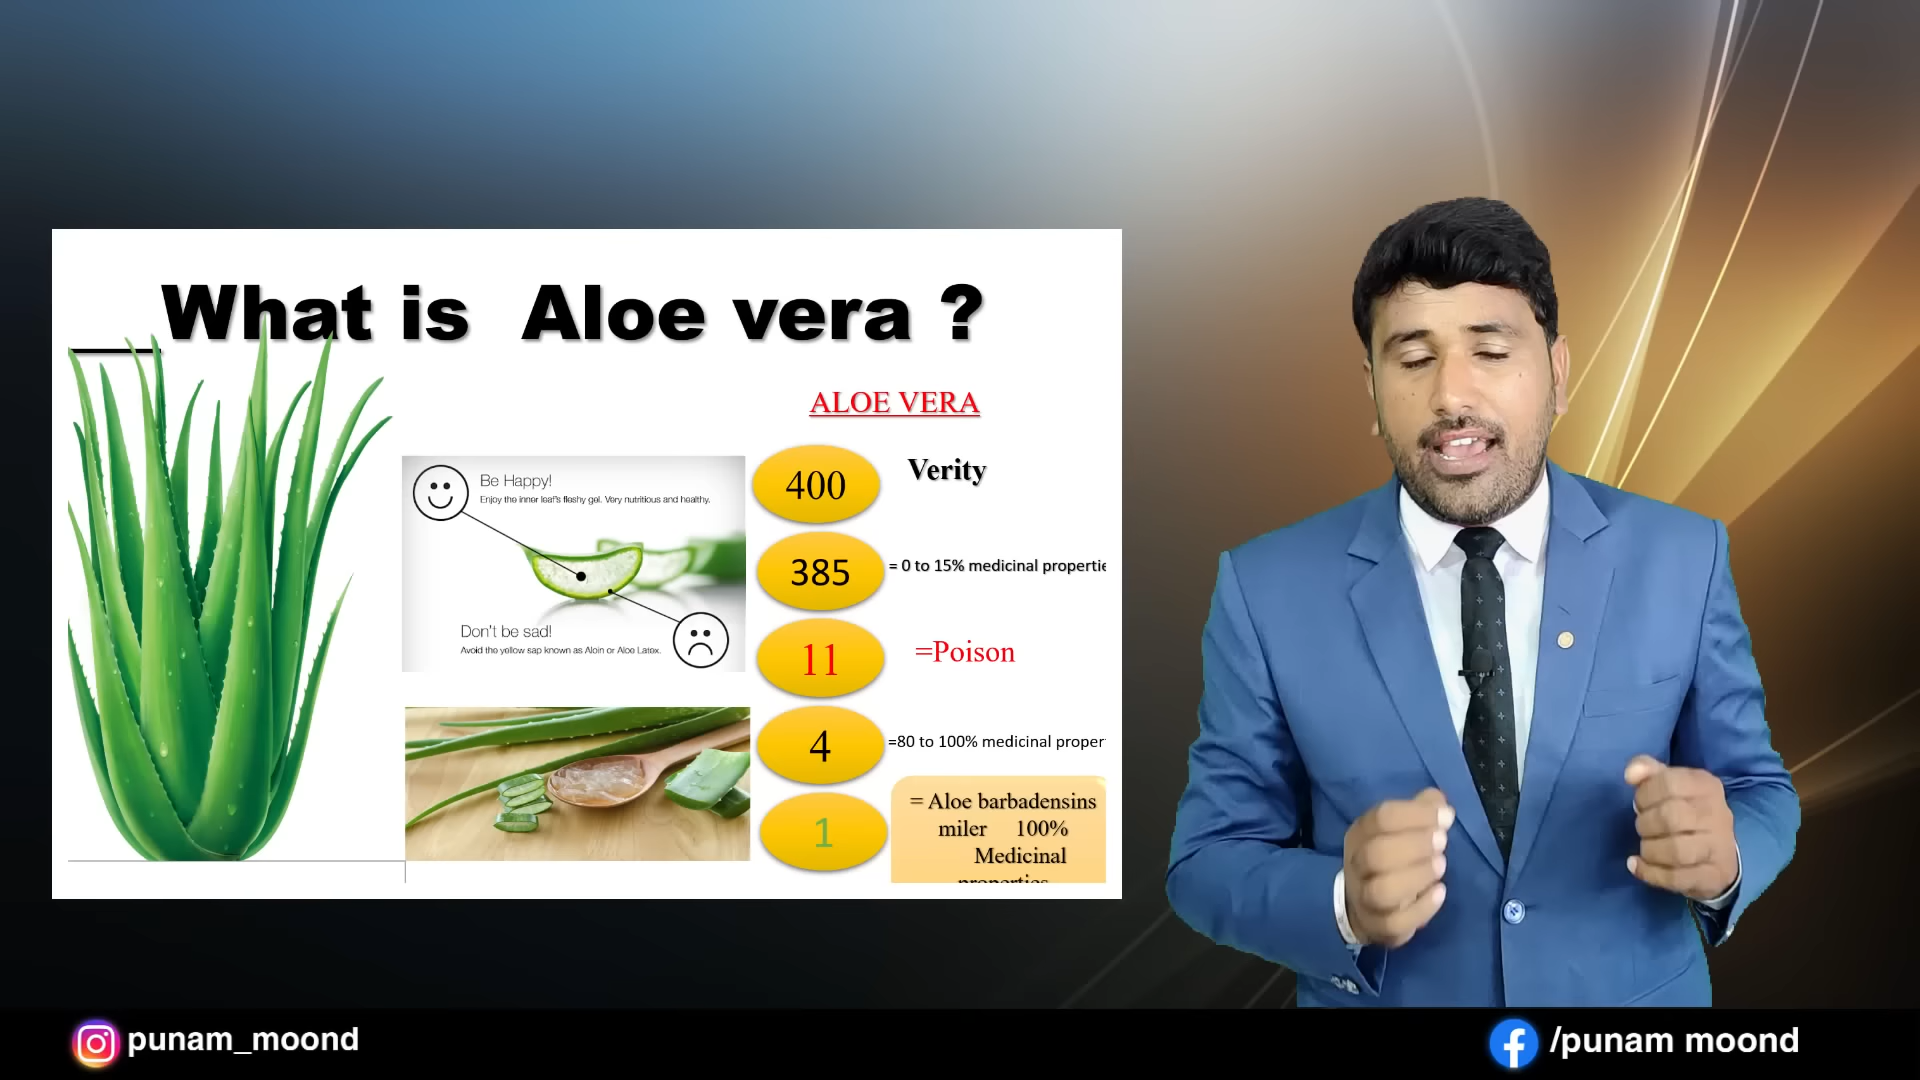 What is Aloe vera ?
ALOE VERA
Be Happy!
Enjoy the inner leaf's fleshy gel. Very nutritious and healthy.
Don't be sad!
Avoid the yellow sap known as Aloin or Aloe Latex.
400 Verity
385 = 0 to 15% medicinal propertie
11 =Poison
4 =80 to 100% medicinal proper
1 = Aloe barbadensins
miler 100%
Medicinal
properties
punam_moond
/punam moond